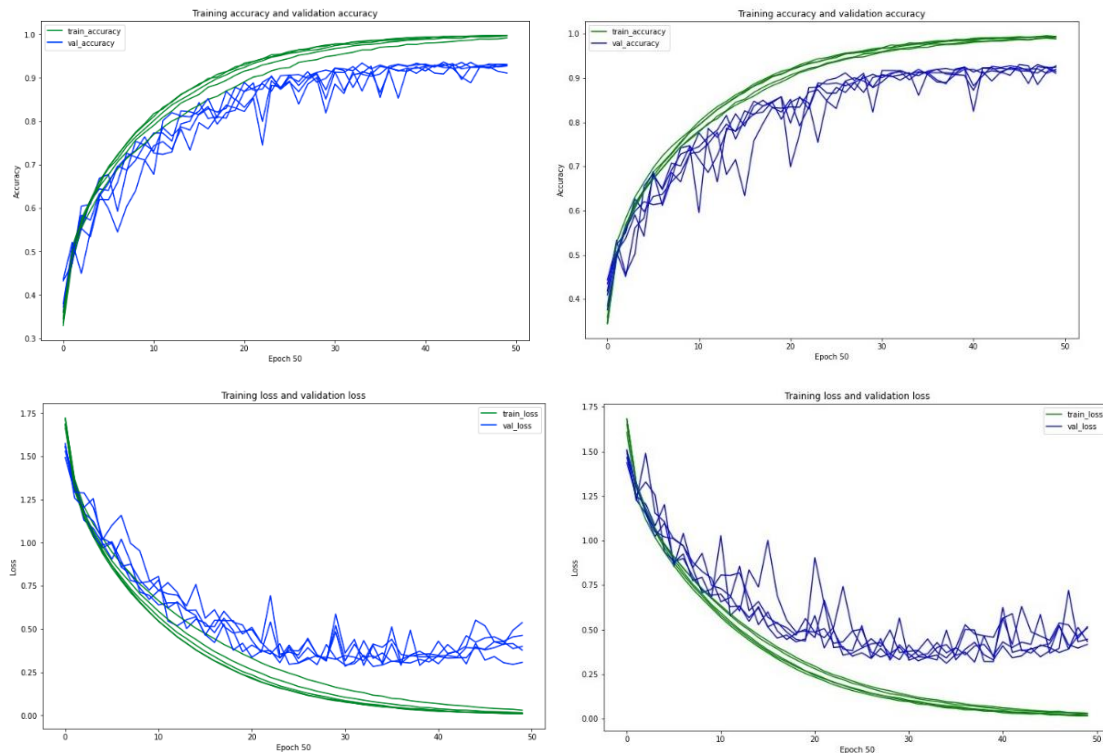 Training accuracy and validation accuracy
train_accuracy
val_accuracy
1.0
0.9
0.8
0.7
0.6
0.5
0.4
0.3
Accuracy
0 10 20 30 40 50
Epoch 50
Training accuracy and validation accuracy
train_accuracy
val_accuracy
1.0
0.9
0.8
0.7
0.6
0.5
0.4
Accuracy
0 10 20 30 40 50
Epoch 50
Training loss and validation loss
train_loss
val_loss
1.75
1.50
1.25
1.00
0.75
0.50
0.25
0.00
Loss
0 10 20 30 40 50
Epoch 50
Training loss and validation loss
train_loss
val_loss
1.75
1.50
1.25
1.00
0.75
0.50
0.25
0.00
Loss
0 10 20 30 40 50
Epoch 50